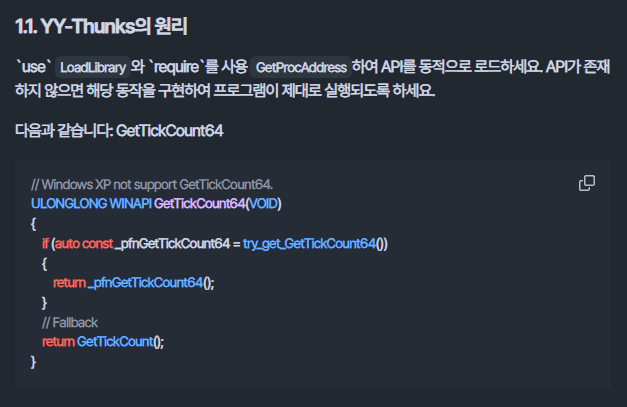 1.1. YY-Thunks의 원리
`use` LoadLibrary 와 `require`를 사용 GetProcAddress 하여 API를 동적으로 로드하세요. API가 존재
하지 않으면 해당 동작을 구현하여 프로그램이 제대로 실행되도록 하세요.
다음과 같습니다: GetTickCount64
// Windows XP not support GetTickCount64.
ULONGLONG WINAPI GetTickCount64(VOID)
{
if (auto const _pfnGetTickCount64 = try_get_GetTickCount64())
{
return _pfnGetTickCount64();
}
// Fallback
return GetTickCount();
}